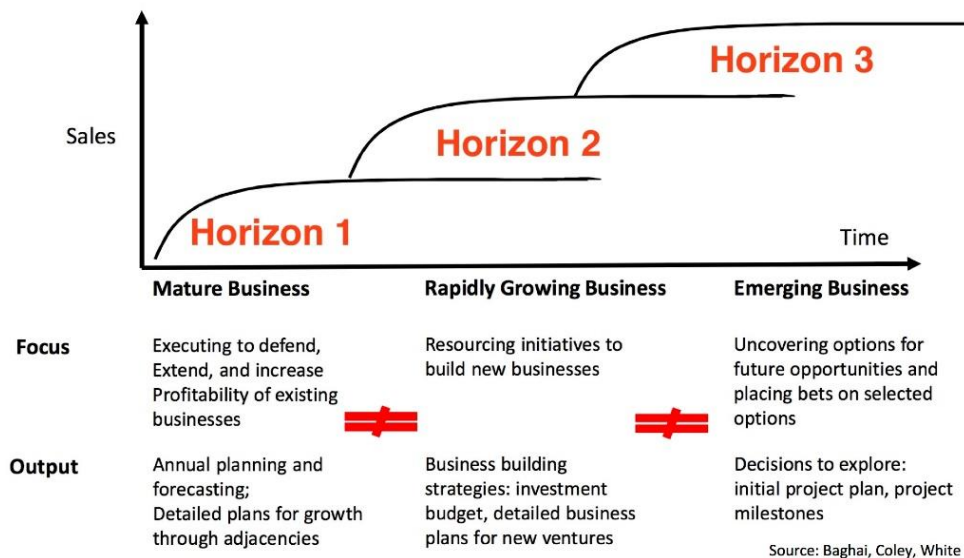 Horizon 3
Sales
Horizon 2
Horizon 1
Time
Mature Business
Rapidly Growing Business
Emerging Business
Focus
Executing to defend,
Extend, and increase
Profitability of existing
businesses
Resourcing initiatives to
build new businesses
Uncovering options for
future opportunities and
placing bets on selected
options
≠
≠
Output
Annual planning and
forecasting;
Detailed plans for growth
through adjacencies
Business building
strategies: investment
budget, detailed business
plans for new ventures
Decisions to explore:
initial project plan, project
milestones
Source: Baghai, Coley, White